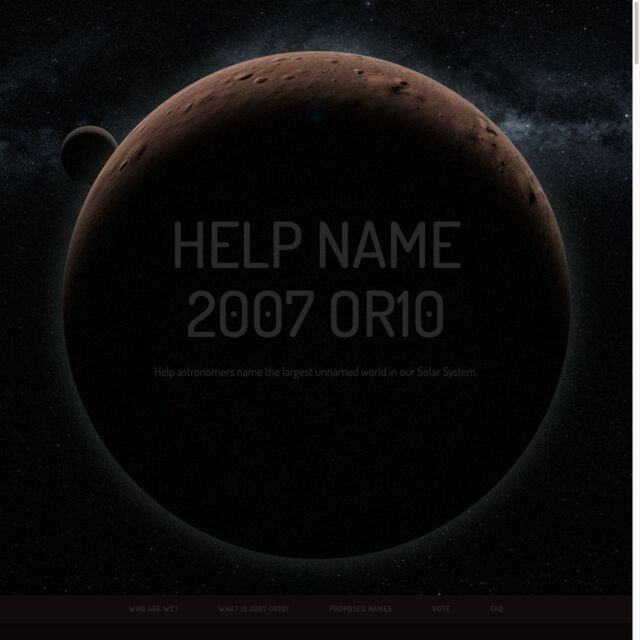 HELP NAME
2007 OR10
Help astronomers name the largest unnamed world in our Solar System.
WHO ARE WE?
WHAT IS 2007 OR10?
PROPOSED NAMES
VOTE
FAQ